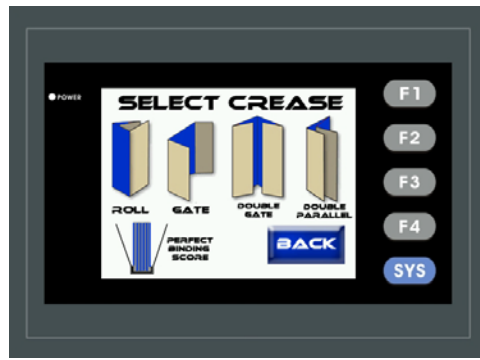 POWER
SELECT CREASE
ROLL
GATE
DOUBLE
GATE
DOUBLE
PARALLEL
PERFECT
BINDING
SCORE
BACK
F1
F2
F3
F4
SYS